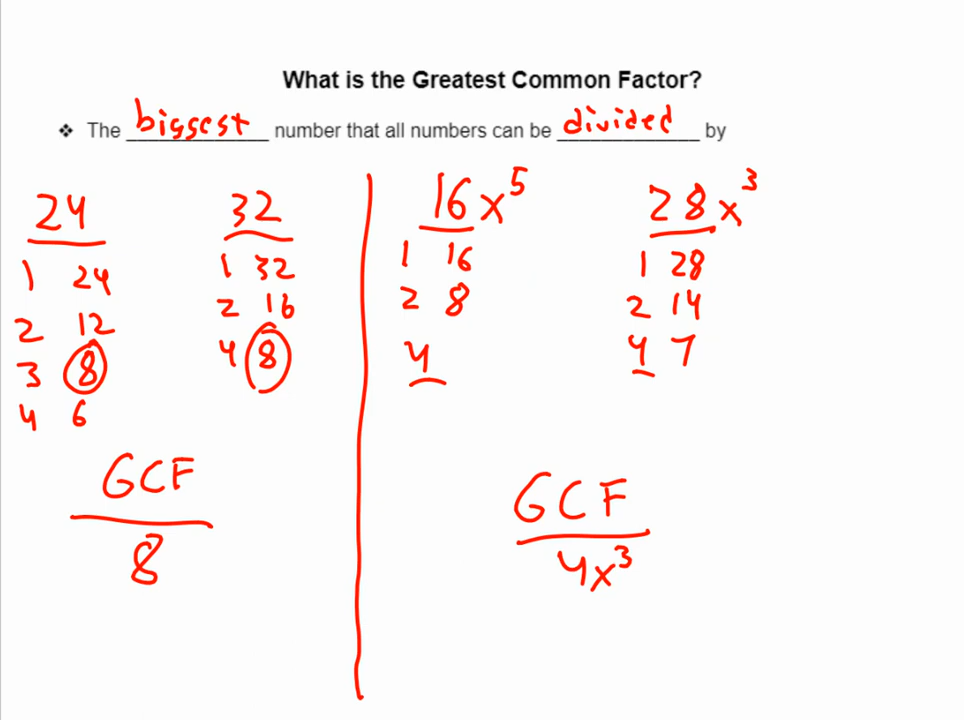 What is the Greatest Common Factor?
❖ The biggest number that all numbers can be divided by
24
1 24
2 12
3 8
4 6
GCF
8
32
1 32
2 16
4 8
16x⁵
1 16
2 8
4
28x³
1 28
2 14
4 7
GCF
4x³